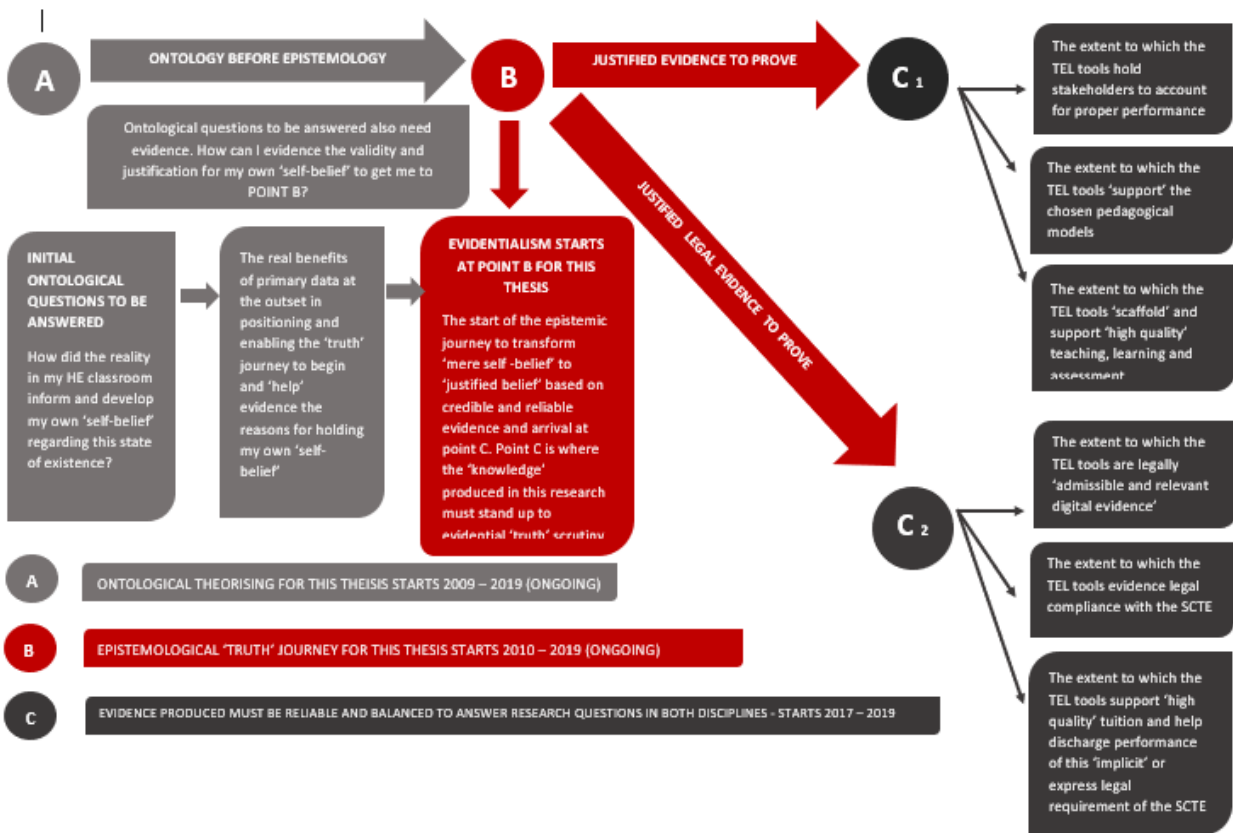 A
ONTOLOGY BEFORE EPISTEMOLOGY
B
JUSTIFIED EVIDENCE TO PROVE
C 1
The extent to which the
TEL tools hold
stakeholders to account
for proper performance
Ontological questions to be answered also need
evidence. How can I evidence the validity and
justification for my own ‘self-belief’ to get me to
POINT B?
The extent to which the
TEL tools ‘support’ the
chosen pedagogical
models
JUSTIFIED LEGAL EVIDENCE TO PROVE
INITIAL
ONTOLOGICAL
QUESTIONS TO BE
ANSWERED
How did the reality
in my HE classroom
inform and develop
my own ‘self-belief’
regarding this state
of existence?
The real benefits
of primary data at
the outset in
positioning and
enabling the ‘truth’
journey to begin
and ‘help’
evidence the
reasons for holding
my own ‘self-
belief’
EVIDENTIALISM STARTS
AT POINT B FOR THIS
THESIS
The start of the epistemic
journey to transform
‘mere self -belief’ to
‘justified belief’ based on
credible and reliable
evidence and arrival at
point C. Point C is where
the ‘knowledge’
produced in this research
must stand up to
evidential ‘truth’ scrutiny
The extent to which the
TEL tools ‘scaffold’ and
support ‘high quality’
teaching, learning and
assessment
C 2
The extent to which the
TEL tools are legally
‘admissible and relevant
digital evidence’
The extent to which the
TEL tools evidence legal
compliance with the SCTE
The extent to which the
TEL tools support ‘high
quality’ tuition and help
discharge performance
of this ‘implicit’ or
express legal
requirement of the SCTE
A
ONTOLOGICAL THEORISING FOR THIS THEISIS STARTS 2009 – 2019 (ONGOING)
B
EPISTEMOLOGICAL ‘TRUTH’ JOURNEY FOR THIS THESIS STARTS 2010 – 2019 (ONGOING)
C
EVIDENCE PRODUCED MUST BE RELIABLE AND BALANCED TO ANSWER RESEARCH QUESTIONS IN BOTH DISCIPLINES - STARTS 2017 – 2019